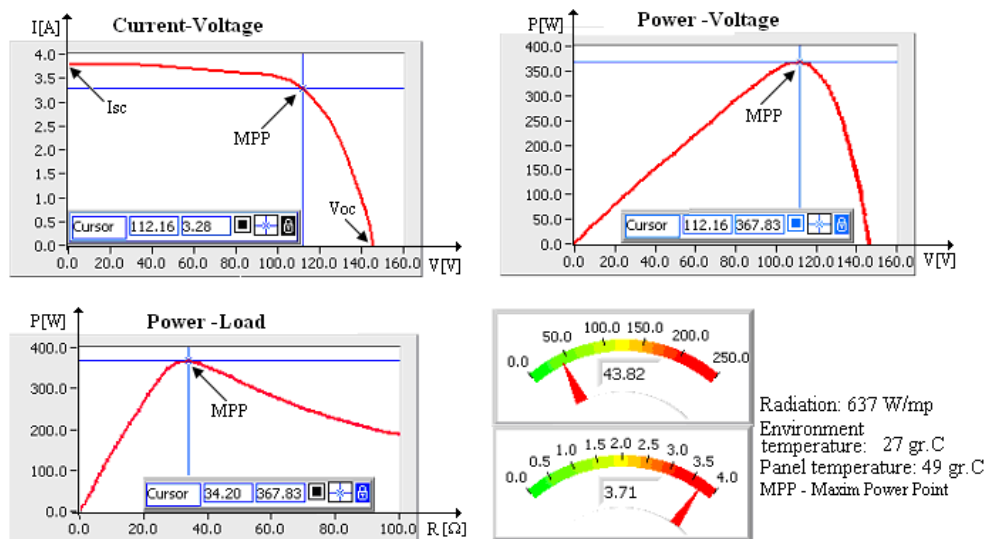 Current-Voltage
I[A]
4.0
3.5
3.0
2.5
2.0
1.5
1.0
0.5
0.0
Isc
MPP
Voc
Cursor 112.16 3.28
0.0 20.0 40.0 60.0 80.0 100.0 120.0 140.0 160.0
V[V]
Power -Voltage
P[W]
400.0
350.0
300.0
250.0
200.0
150.0
100.0
50.0
0.0
MPP
Cursor 112.16 367.83
0.0 20.0 40.0 60.0 80.0 100.0 120.0 140.0 160.0
V[V]
Power -Load
P[W]
400.0
300.0
200.0
100.0
0.0
MPP
Cursor 34.20 367.83
0.0 20.0 40.0 60.0 80.0 100.0
R[Ω]
0.0 50.0 100.0 150.0 200.0 250.0
43.82
0.0 0.5 1.0 1.5 2.0 2.5 3.0 3.5 4.0
3.71
Radiation: 637 W/mp
Environment
temperature: 27 gr.C
Panel temperature: 49 gr.C
MPP - Maxim Power Point